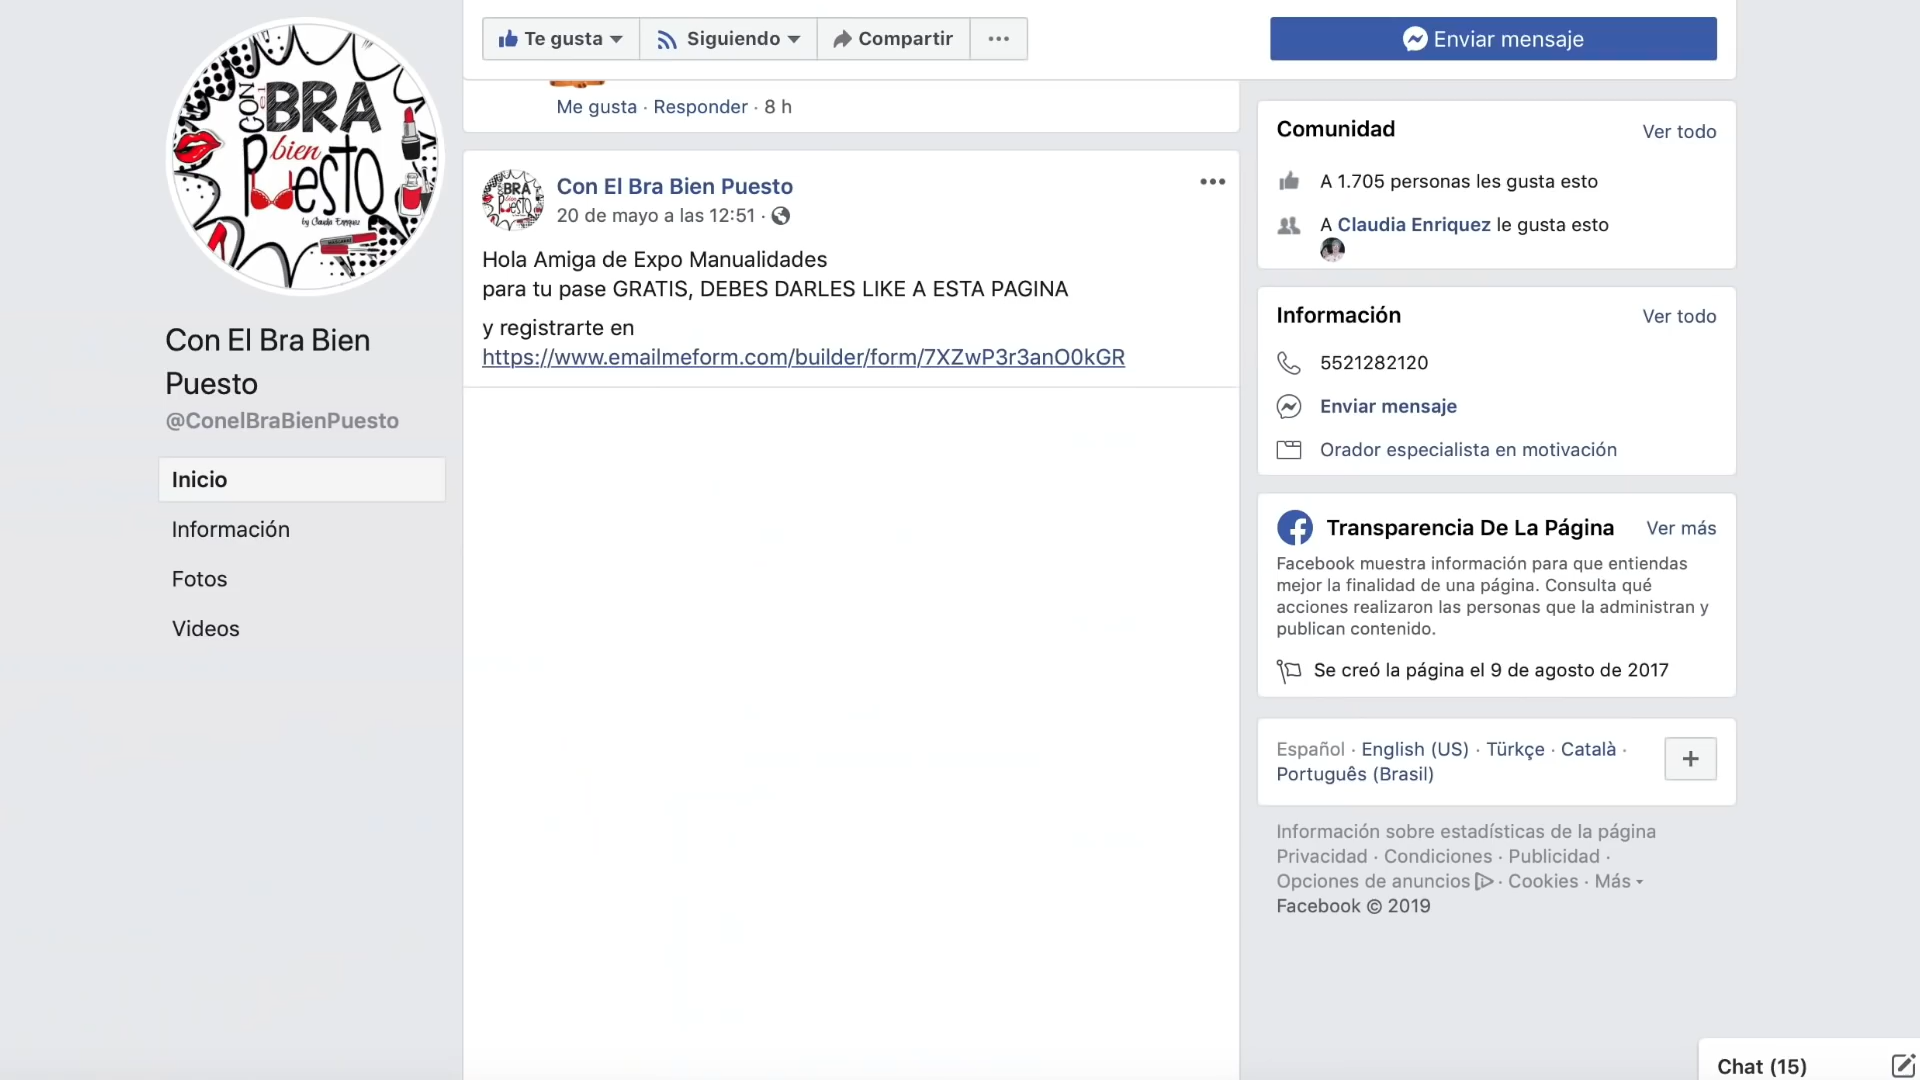 CON el BRA
bien
Puesto
by Claudia Enriquez
Con El Bra Bien
Puesto
@ConelBraBienPuesto
Inicio
Información
Fotos
Videos
Te gusta
Siguiendo
Compartir
Enviar mensaje
Me gusta · Responder · 8 h
Con El Bra Bien Puesto
20 de mayo a las 12:51 ·
Hola Amiga de Expo Manualidades
para tu pase GRATIS, DEBES DARLES LIKE A ESTA PAGINA
y registrarte en
https://www.emailmeform.com/builder/form/7XZwP3r3anO0kGR
Comunidad
Ver todo
A 1.705 personas les gusta esto
A Claudia Enriquez le gusta esto
Información
Ver todo
5521282120
Enviar mensaje
Orador especialista en motivación
Transparencia De La Página
Ver más
Facebook muestra información para que entiendas
mejor la finalidad de una página. Consulta qué
acciones realizaron las personas que la administran y
publican contenido.
Se creó la página el 9 de agosto de 2017
Español · English (US) · Türkçe · Català ·
Português (Brasil)
Información sobre estadísticas de la página
Privacidad · Condiciones · Publicidad ·
Opciones de anuncios · Cookies · Más
Facebook © 2019
Chat (15)